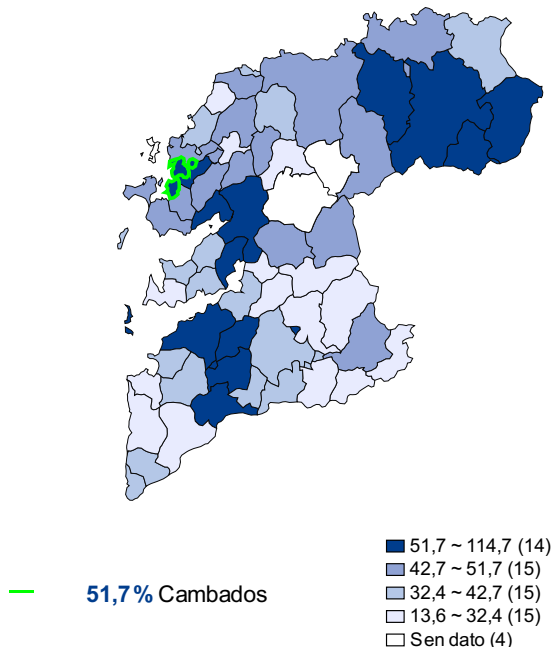 51,7 ~ 114,7 (14)
42,7 ~ 51,7 (15)
32,4 ~ 42,7 (15)
13,6 ~ 32,4 (15)
Sen dato (4)
51,7% Cambados